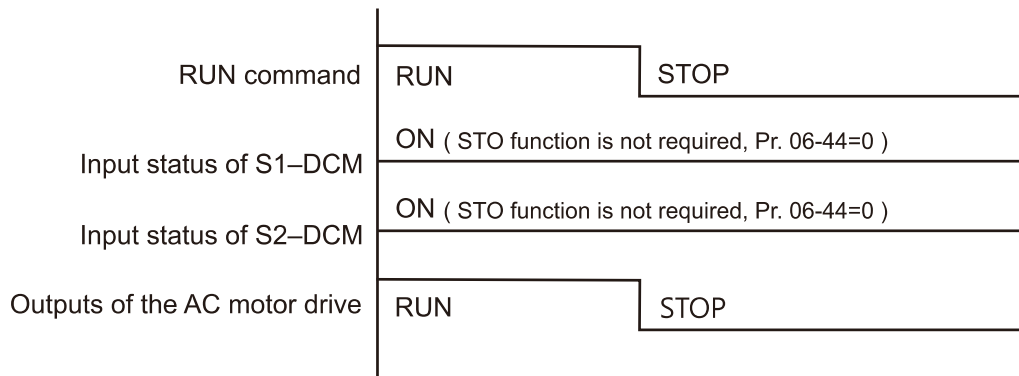 RUN command
RUN
STOP
Input status of S1–DCM
ON ( STO function is not required, Pr. 06-44=0 )
Input status of S2–DCM
ON ( STO function is not required, Pr. 06-44=0 )
Outputs of the AC motor drive
RUN
STOP